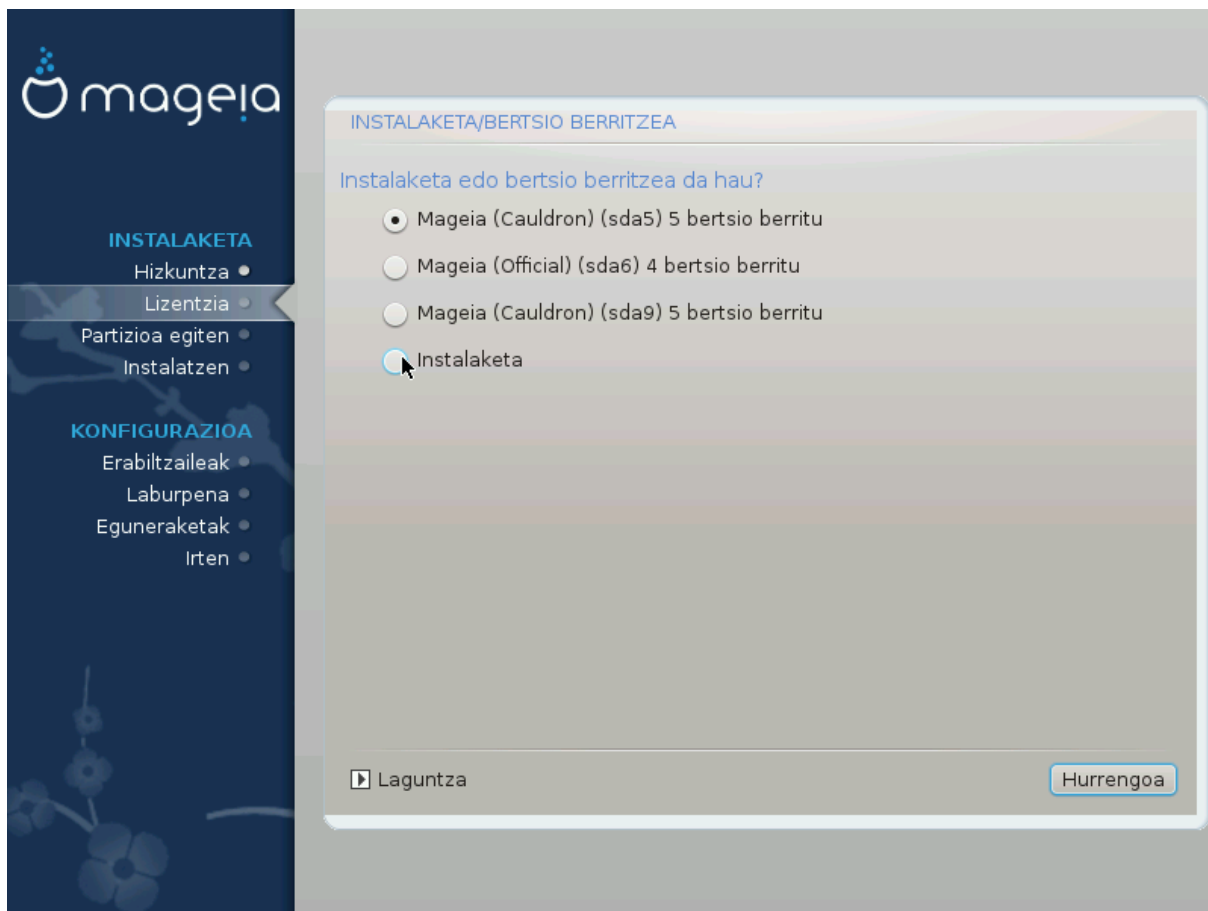 mageia
INSTALAKETA
Hizkuntza
Lizentzia
Partizioa egiten
Instalatzen
KONFIGURAZIOA
Erabiltzaileak
Laburpena
Eguneraketak
Irten
INSTALAKETA/BERTSIO BERRITZEA
Instalaketa edo bertsio berritzea da hau?
Mageia (Cauldron) (sda5) 5 bertsio berritu
Mageia (Official) (sda6) 4 bertsio berritu
Mageia (Cauldron) (sda9) 5 bertsio berritu
Instalaketa
Laguntza
Hurrengoa